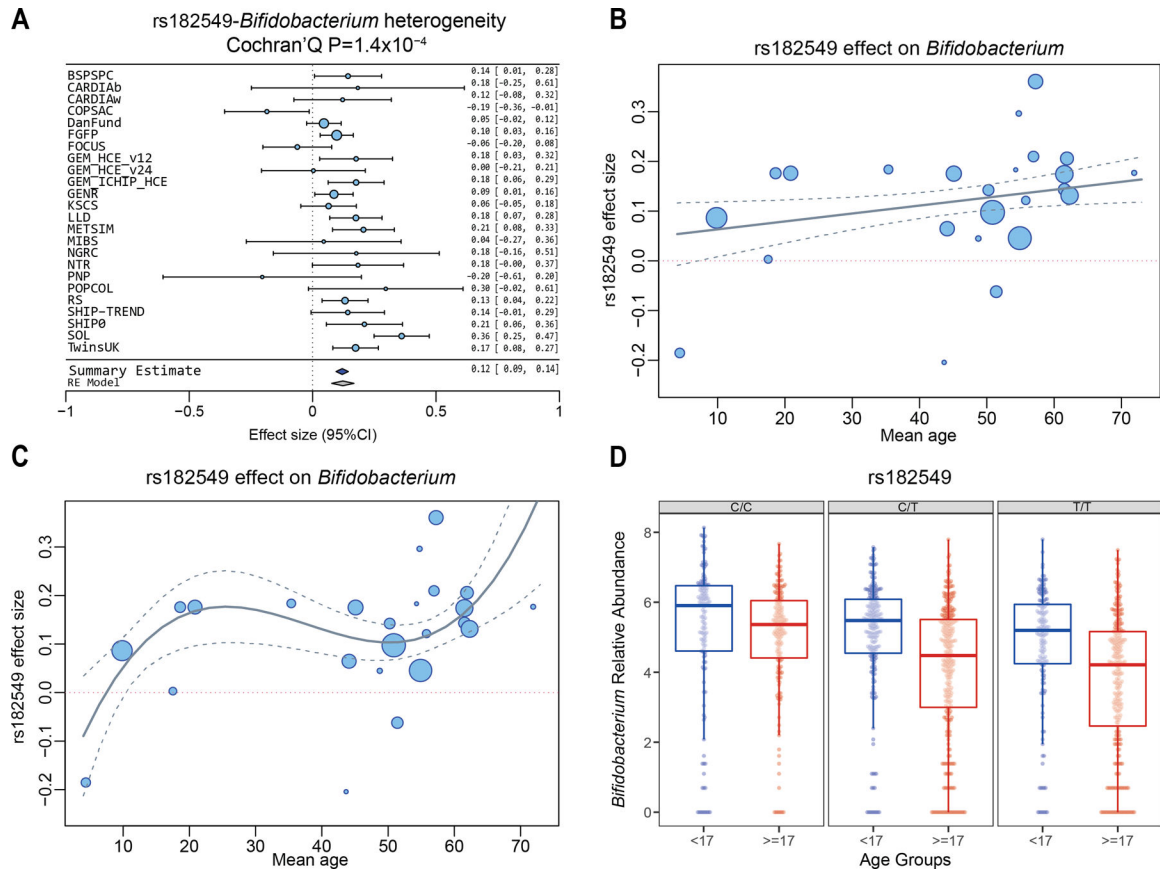 A
rs182549-Bifidobacterium heterogeneity
Cochran'Q P=1.4x10⁻⁴
BSPSPC 0.14 [ 0.01, 0.28]
CARDIAb 0.18 [-0.25, 0.61]
CARDIAw 0.12 [-0.08, 0.32]
COPSAC -0.19 [-0.36, -0.01]
DanFund 0.05 [-0.02, 0.12]
FGFP 0.10 [ 0.03, 0.16]
FOCUS -0.06 [-0.20, 0.08]
GEM_HCE_v12 0.18 [ 0.03, 0.32]
GEM_HCE_v24 0.00 [-0.21, 0.21]
GEM_ICHIP_HCE 0.18 [ 0.06, 0.29]
GENR 0.09 [ 0.01, 0.16]
KSCS 0.06 [-0.05, 0.18]
LLD 0.18 [ 0.07, 0.28]
METSIM 0.21 [ 0.08, 0.33]
MIBS 0.04 [-0.27, 0.36]
NGRC 0.18 [-0.16, 0.51]
NTR 0.18 [-0.00, 0.37]
PNP -0.20 [-0.61, 0.20]
POPCOL 0.30 [-0.02, 0.61]
RS 0.13 [ 0.04, 0.22]
SHIP-TREND 0.14 [-0.01, 0.29]
SHIP0 0.21 [ 0.06, 0.36]
SOL 0.36 [ 0.25, 0.47]
TwinsUK 0.17 [ 0.08, 0.27]
Summary Estimate 0.12 [ 0.09, 0.14]
RE Model
−1 −0.5 0 0.5 1
Effect size (95%CI)
B
rs182549 effect on Bifidobacterium
rs182549 effect size
0.3
0.2
0.1
0.0
−0.1
−0.2
10 20 30 40 50 60 70
Mean age
C
rs182549 effect on Bifidobacterium
rs182549 effect size
0.3
0.2
0.1
0.0
−0.1
−0.2
10 20 30 40 50 60 70
Mean age
D
rs182549
C/C C/T T/T
Bifidobacterium Relative Abundance
8
6
4
2
0
<17 >=17 <17 >=17 <17 >=17
Age Groups